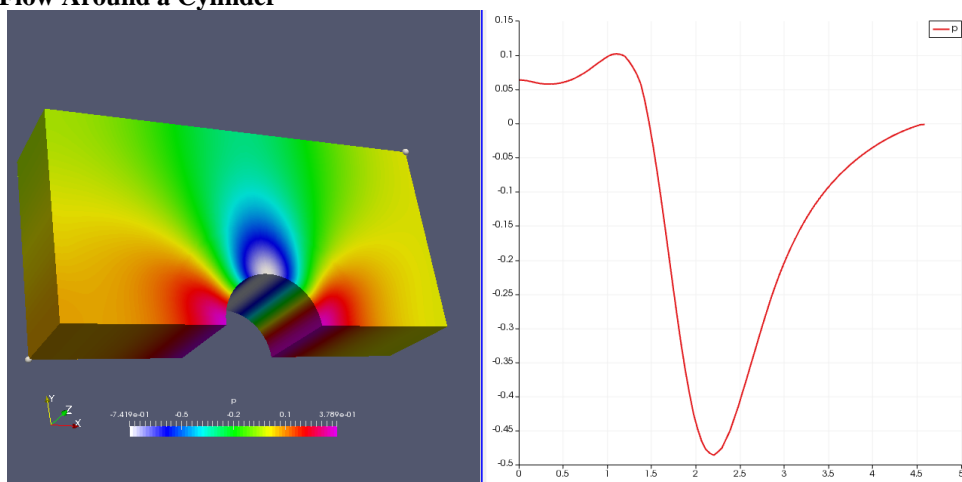 Flow Around a Cylinder
Y
Z
X
p
-7.419e-01 -0.5 -0.2 0.1 3.789e-01
p
0.15
0.1
0.05
0
-0.05
-0.1
-0.15
-0.2
-0.25
-0.3
-0.35
-0.4
-0.45
-0.5
0 0.5 1 1.5 2 2.5 3 3.5 4 4.5 5